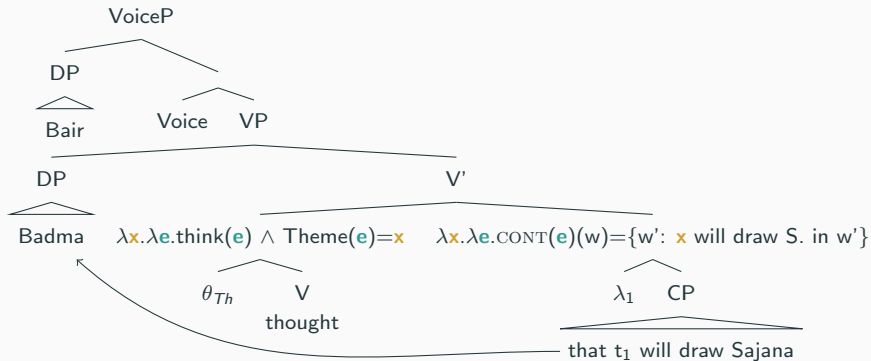 VoiceP
DP
Bair
Voice VP
DP V'
Badma λx.λe.think(e) ∧ Theme(e)=x λx.λe.CONT(e)(w)={w': x will draw S. in w'}
θTh V λ1 CP
thought
that t1 will draw Sajana